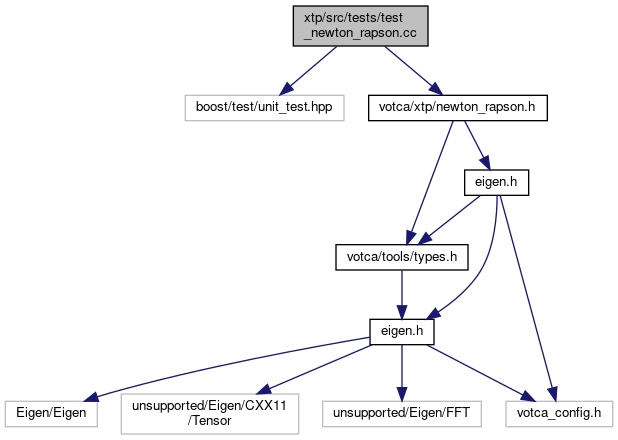 xtp/src/tests/test
_newton_rapson.cc
boost/test/unit_test.hpp
votca/xtp/newton_rapson.h
eigen.h
votca/tools/types.h
eigen.h
Eigen/Eigen
unsupported/Eigen/CXX11
/Tensor
unsupported/Eigen/FFT
votca_config.h